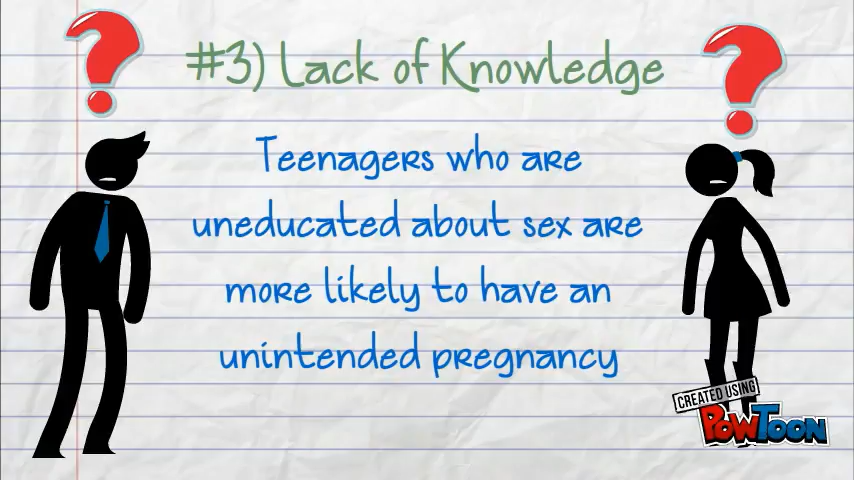 #3) Lack of Knowledge
Teenagers who are
uneducated about sex are
more likely to have an
unintended pregnancy
CREATED USING
POWTOON